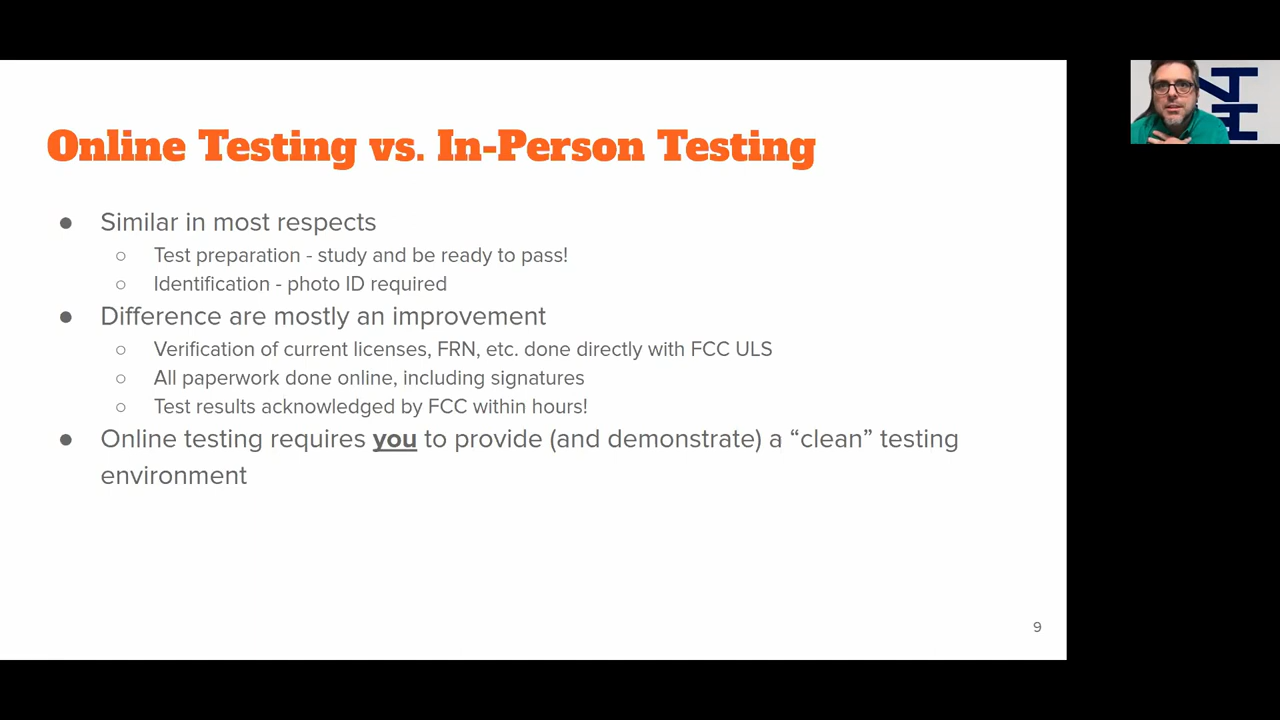 Online Testing vs. In-Person Testing
● Similar in most respects
○ Test preparation - study and be ready to pass!
○ Identification - photo ID required
● Difference are mostly an improvement
○ Verification of current licenses, FRN, etc. done directly with FCC ULS
○ All paperwork done online, including signatures
○ Test results acknowledged by FCC within hours!
● Online testing requires you to provide (and demonstrate) a “clean” testing
environment
9